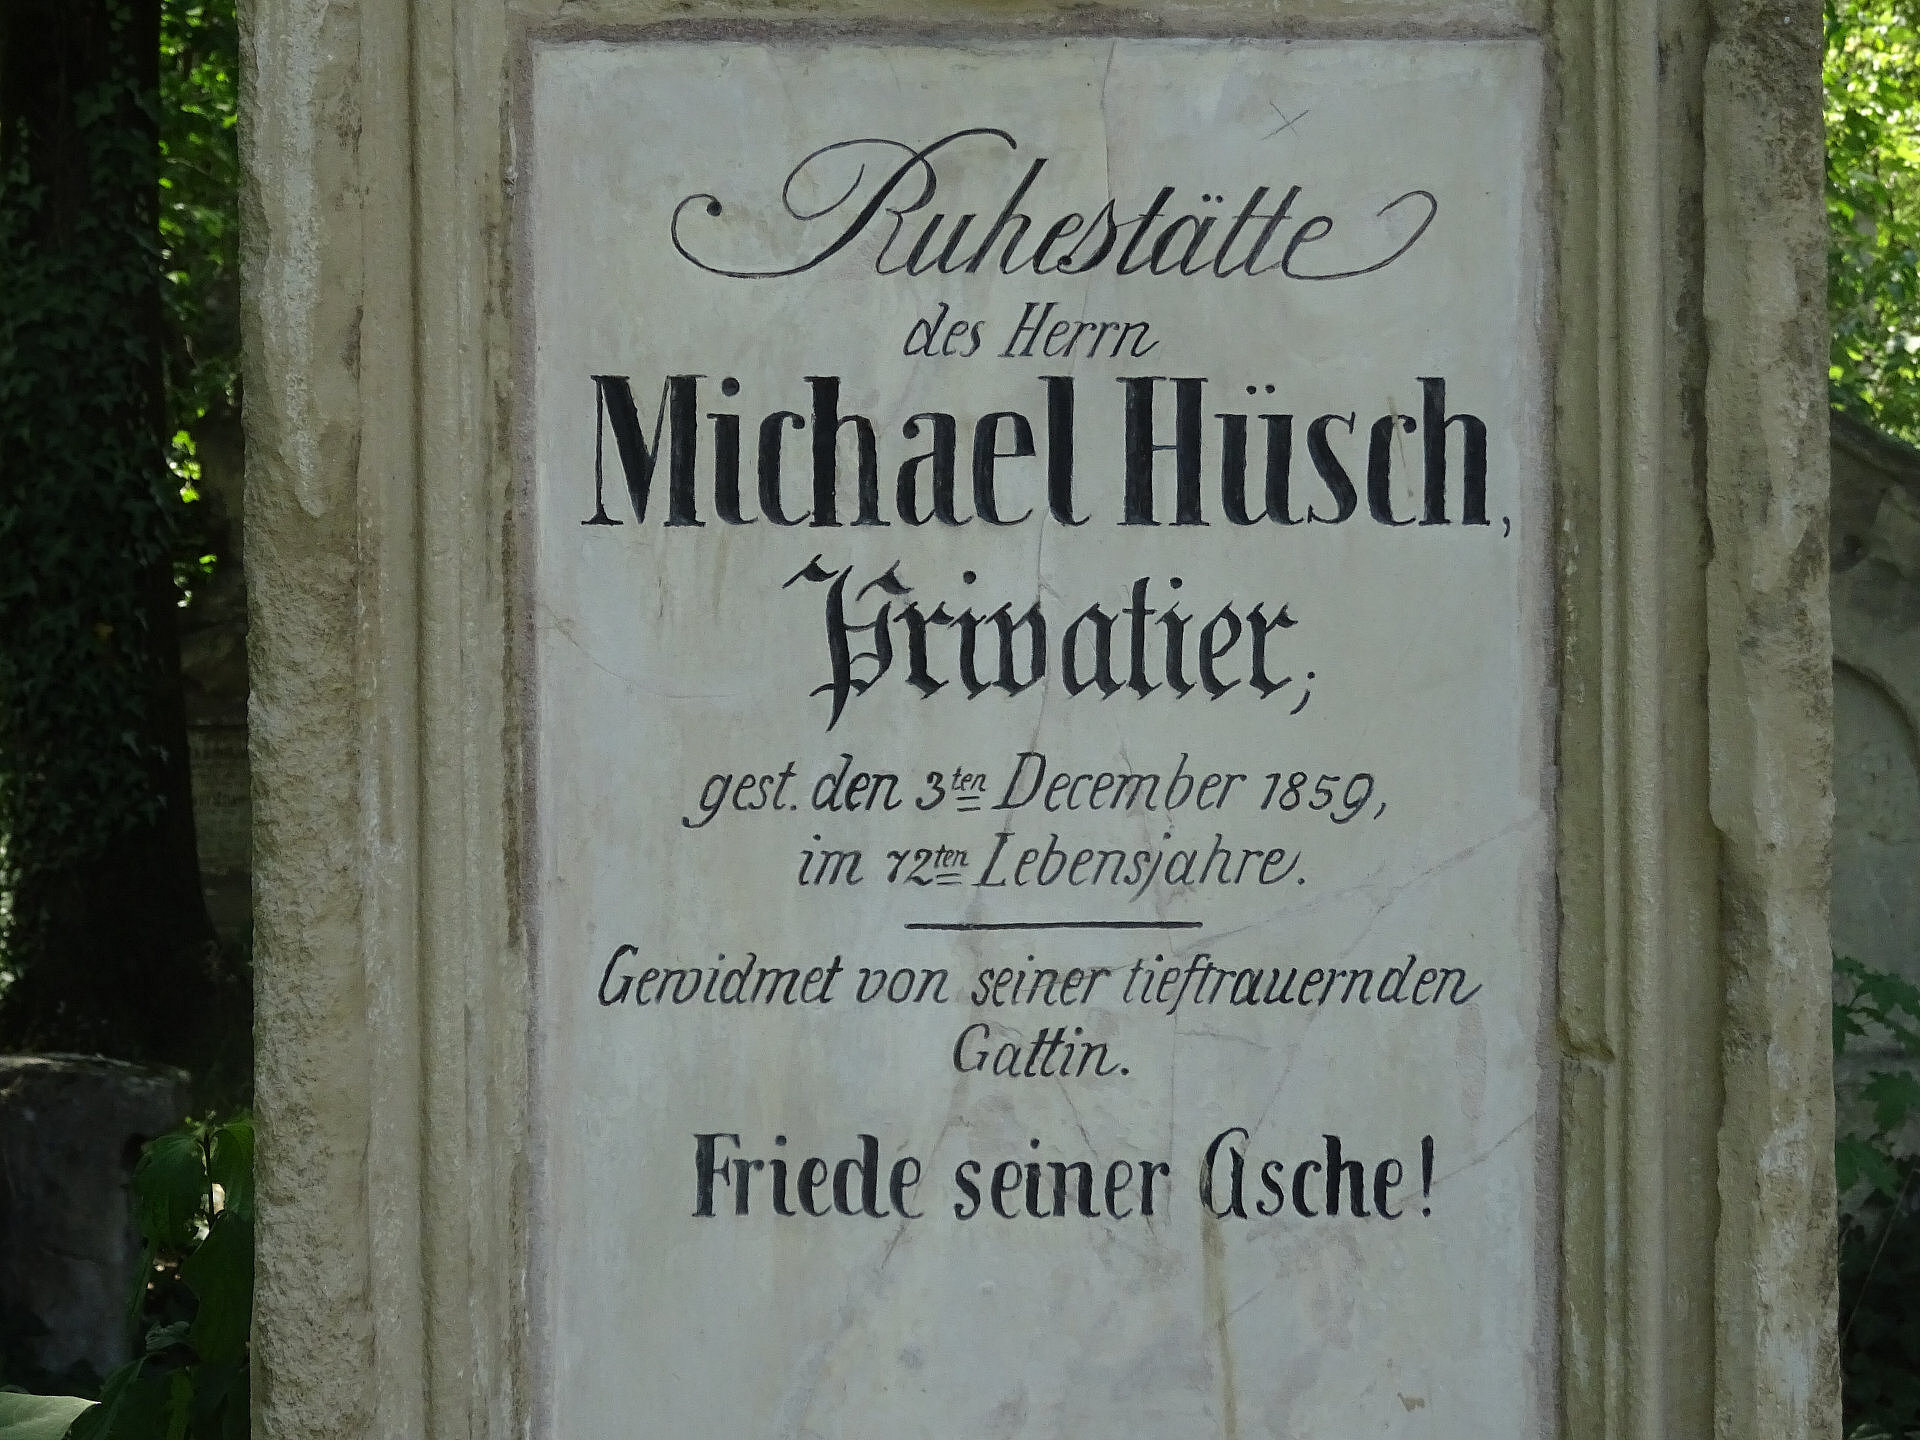 Ruhestätte
des Herrn
Michael Hüsch,
Privatier;
gest. den 3ten December 1859,
im 72ten Lebensjahre.
Gewidmet von seiner tieftrauernden
Gattin.
Friede seiner Asche!